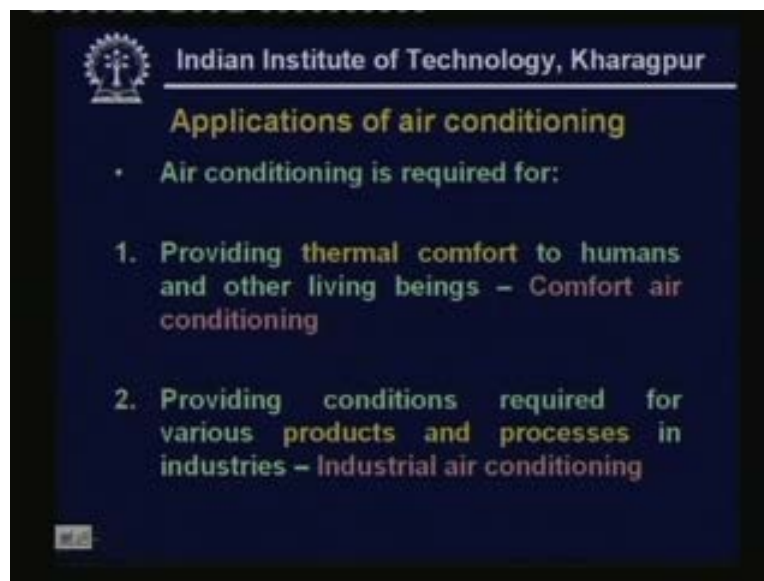 Indian Institute of Technology, Kharagpur
Applications of air conditioning
• Air conditioning is required for:
1. Providing thermal comfort to humans
and other living beings – Comfort air
conditioning
2. Providing conditions required for
various products and processes in
industries – Industrial air conditioning